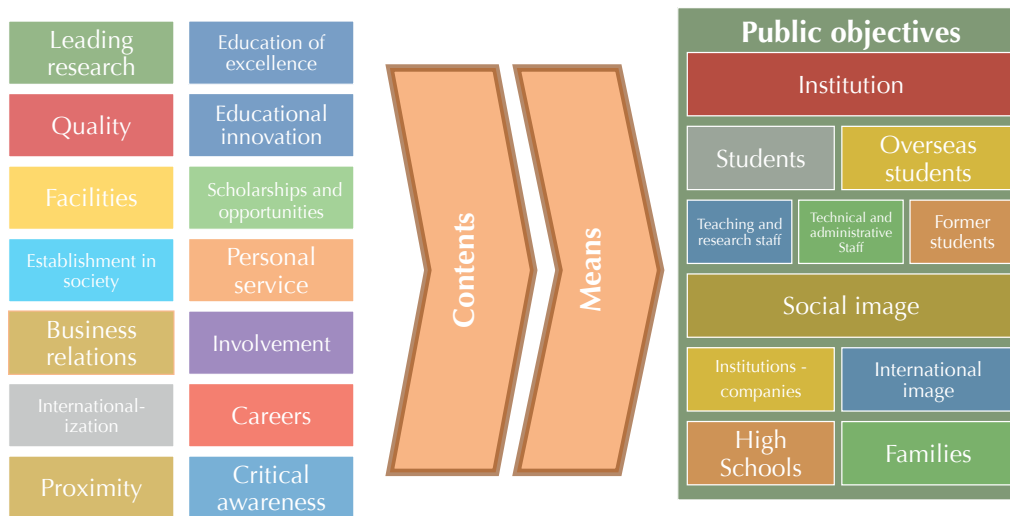 Leading
research
Education of
excellence
Quality
Educational
innovation
Facilities
Scholarships and
opportunities
Establishment in
society
Personal
service
Business
relations
Involvement
International-
ization
Careers
Proximity
Critical
awareness
Contents
Means
Public objectives
Institution
Students
Overseas
students
Teaching and
research staff
Technical and
administrative
Staff
Former
students
Social image
Institutions -
companies
International
image
High
Schools
Families